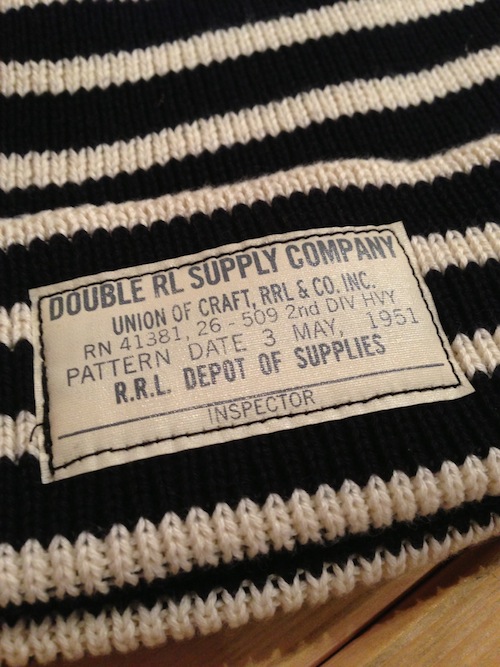 DOUBLE RL SUPPLY COMPANY
UNION OF CRAFT, RRL & CO. INC.
RN 41381, 26 - 509 2nd DIV HVY
PATTERN DATE 3 MAY, 1951
R.R.L. DEPOT OF SUPPLIES
INSPECTOR